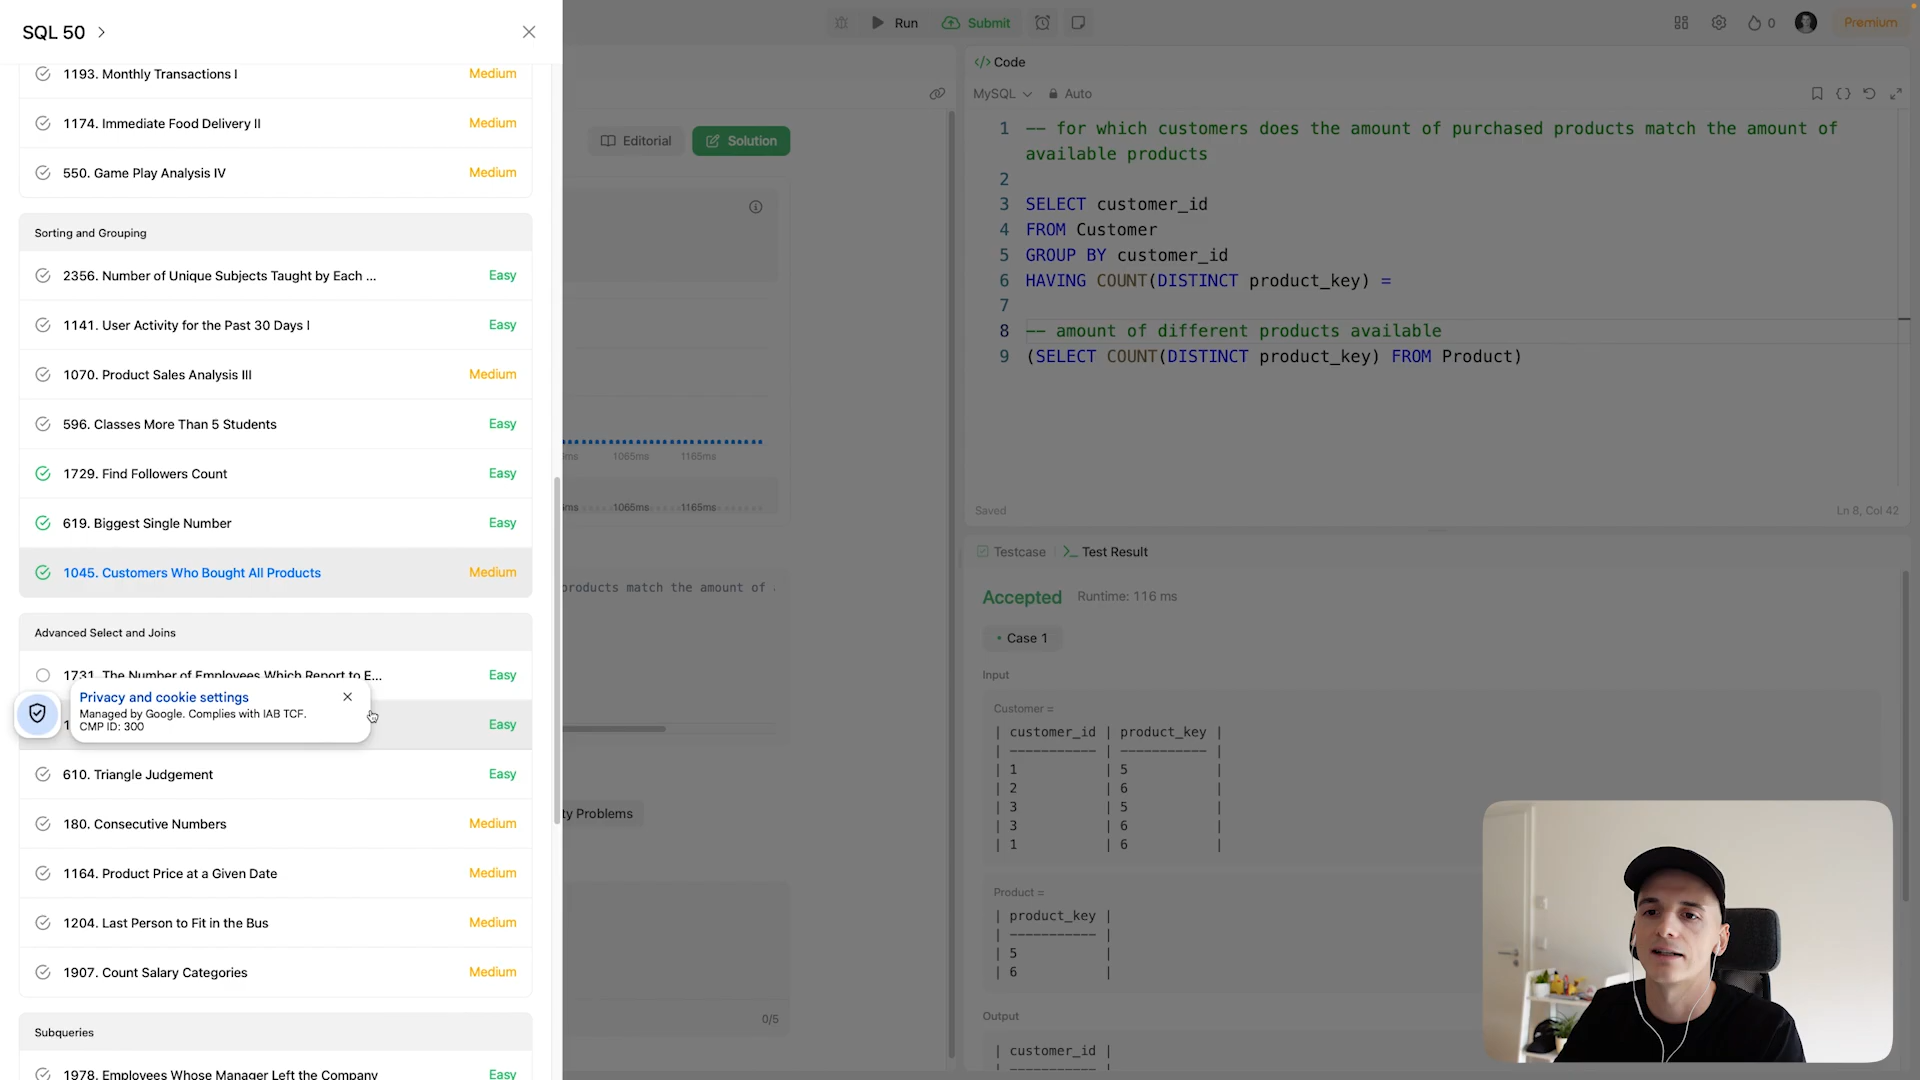 SQL 50
1193. Monthly Transactions I
Medium
1174. Immediate Food Delivery II
Medium
550. Game Play Analysis IV
Medium
Sorting and Grouping
2356. Number of Unique Subjects Taught by Each ...
Easy
1141. User Activity for the Past 30 Days I
Easy
1070. Product Sales Analysis III
Medium
596. Classes More Than 5 Students
Easy
1729. Find Followers Count
Easy
619. Biggest Single Number
Easy
1045. Customers Who Bought All Products
Medium
Advanced Select and Joins
1731. The Number of Employees Which Report to E...
Easy
Privacy and cookie settings
Managed by Google. Complies with IAB TCF.
CMP ID: 300
1
Easy
610. Triangle Judgement
Easy
180. Consecutive Numbers
Medium
1164. Product Price at a Given Date
Medium
1204. Last Person to Fit in the Bus
Medium
1907. Count Salary Categories
Medium
Subqueries
1978. Employees Whose Manager Left the Company
Easy
Run
Submit
0
Premium
Editorial
Solution
1065ms
1165ms
1065ms
1165ms
products match the amount of
ty Problems
0/5
</> Code
MySQL
Auto
1 -- for which customers does the amount of purchased products match the amount of
available products
2
3 SELECT customer_id
4 FROM Customer
5 GROUP BY customer_id
6 HAVING COUNT(DISTINCT product_key) =
7
8 -- amount of different products available
9 (SELECT COUNT(DISTINCT product_key) FROM Product)
Saved
Ln 8, Col 42
Testcase
>_ Test Result
Accepted
Runtime: 116 ms
• Case 1
Input
Customer =
| customer_id | product_key |
| ----------- | ----------- |
| 1 | 5 |
| 2 | 6 |
| 3 | 5 |
| 3 | 6 |
| 1 | 6 |
Product =
| product_key |
| ----------- |
| 5 |
| 6 |
Output
| customer_id |